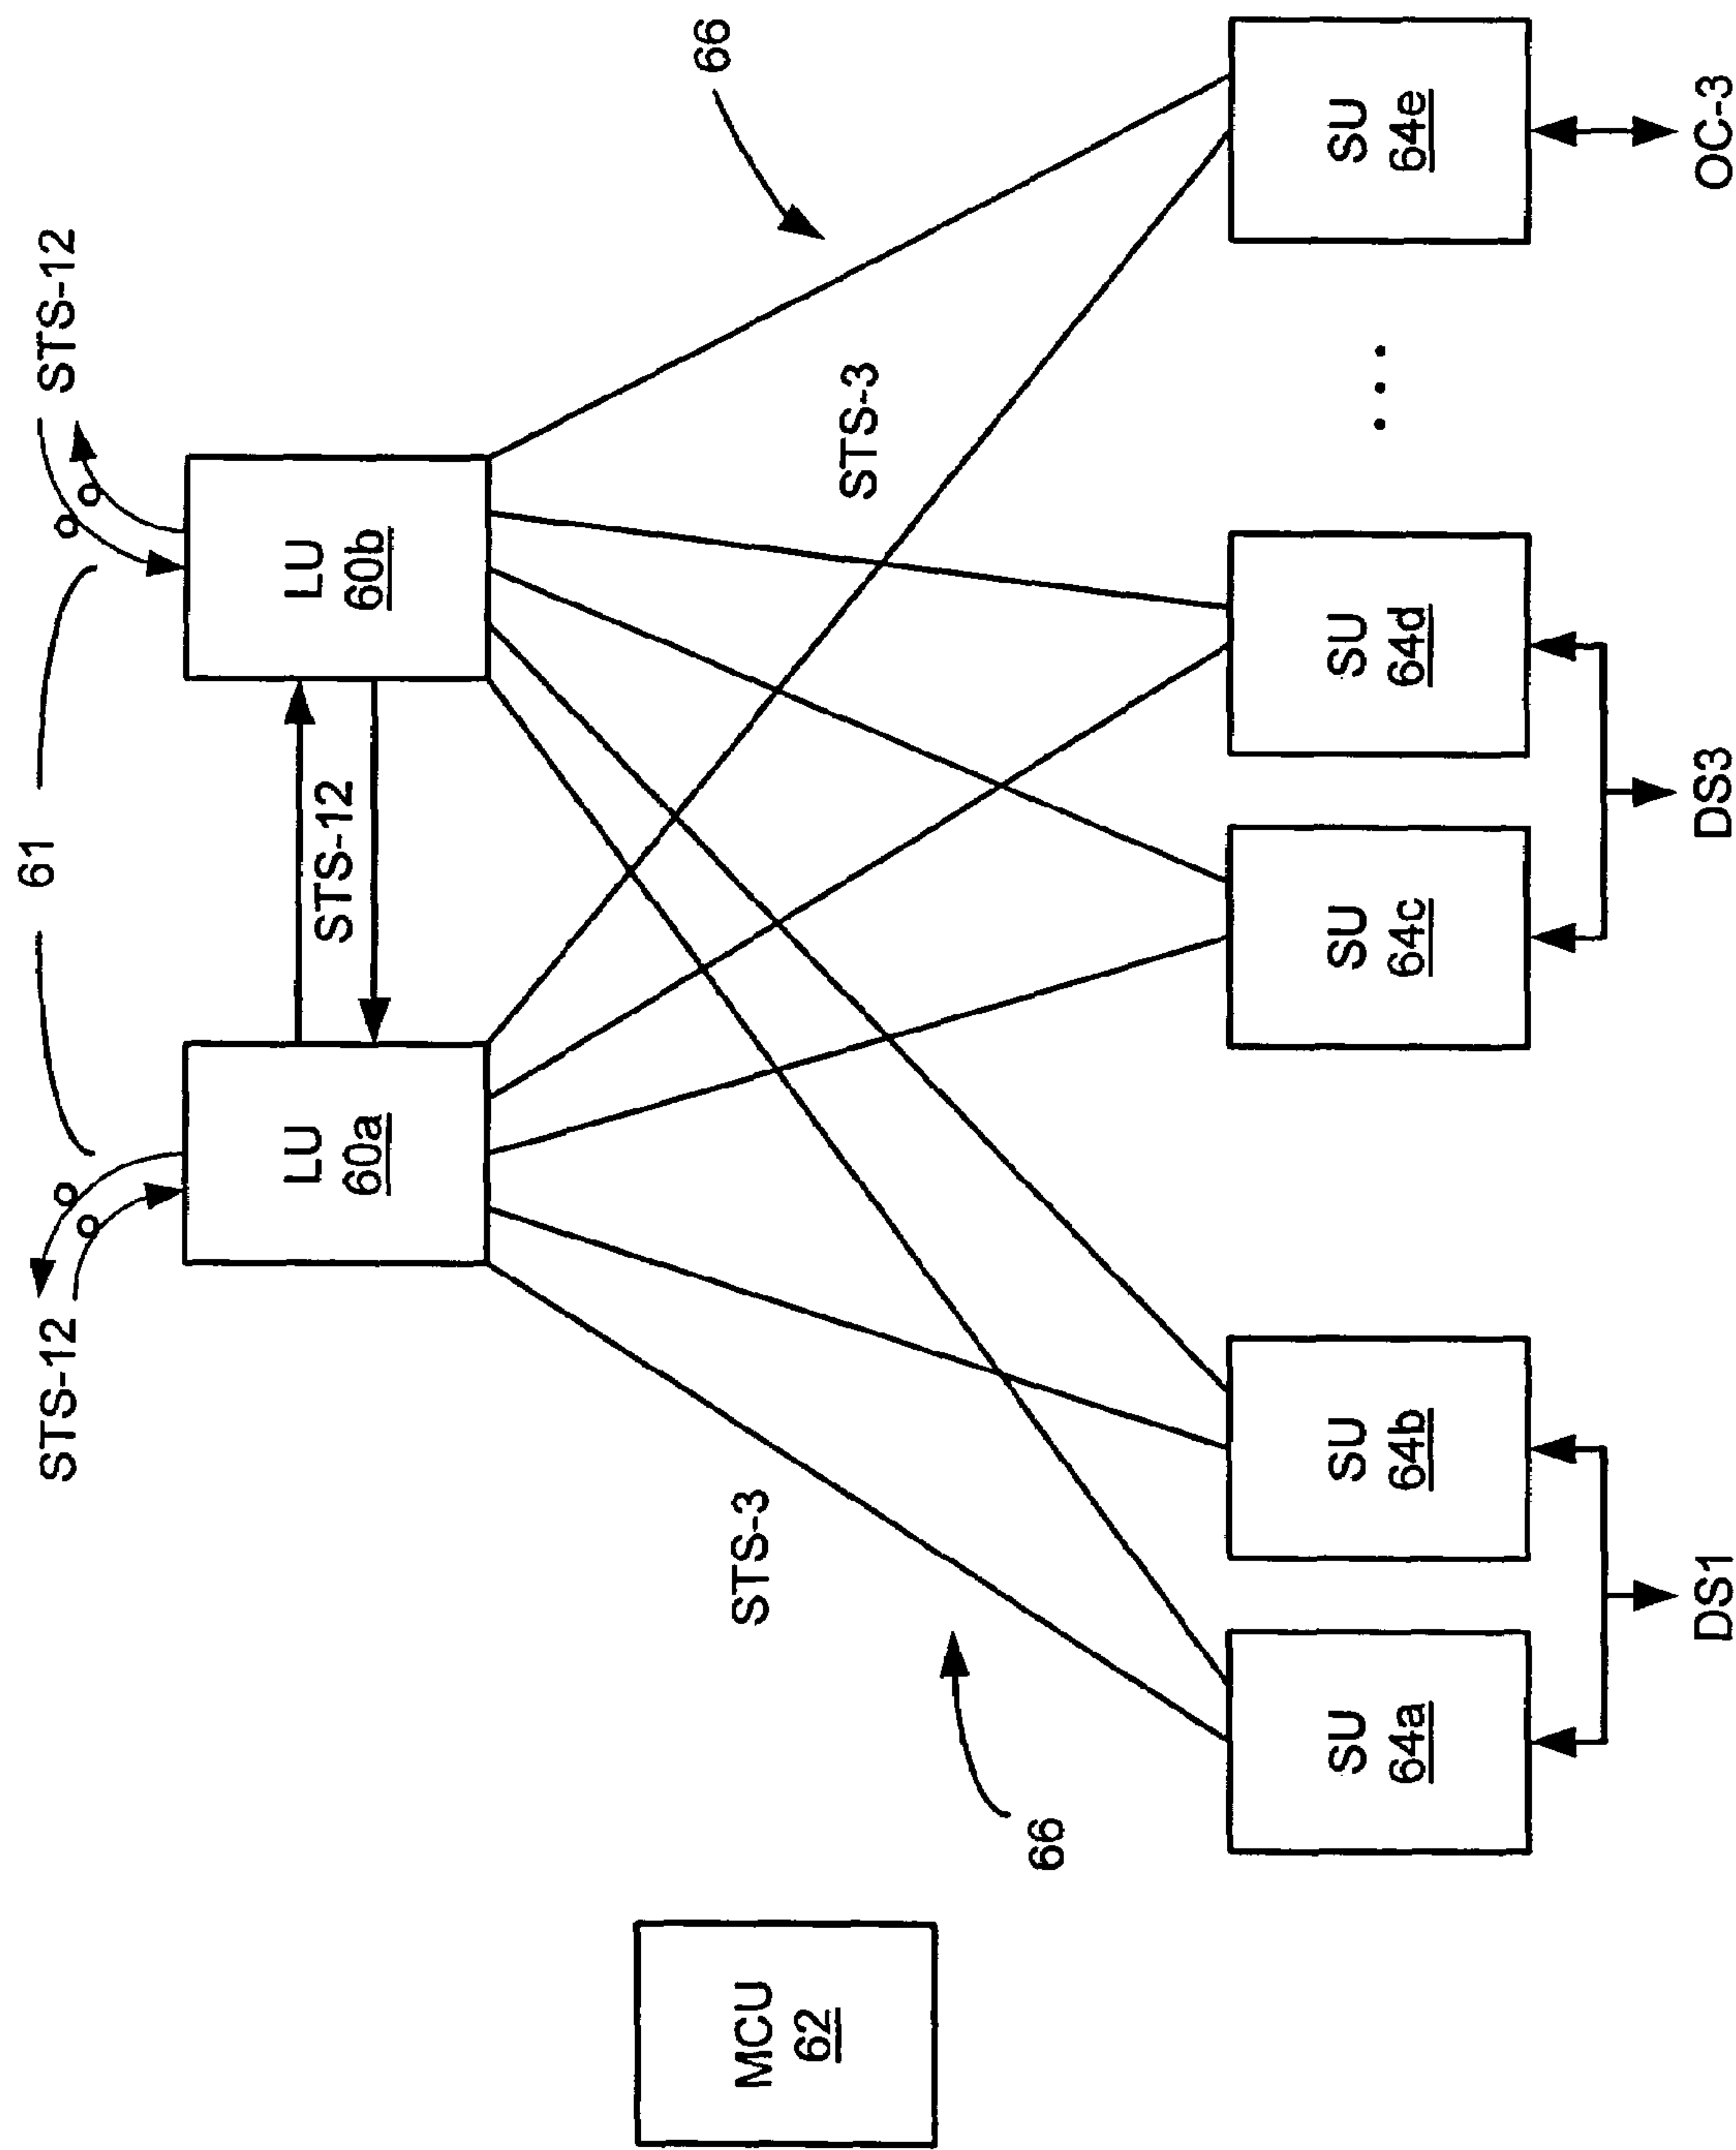 61
STS-12
STS-12
LU
60a
STS-12
LU
60b
66
STS-3
STS-3
66
MCU
62
SU
64a
SU
64b
SU
64c
SU
64d
. . .
SU
64e
DS1
DS3
OC-3